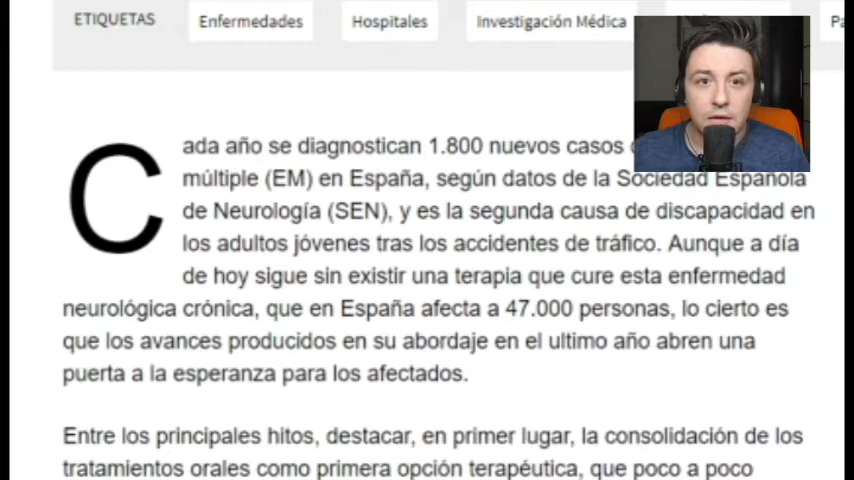 ETIQUETAS Enfermedades Hospitales Investigación Médica
Cada año se diagnostican 1.800 nuevos casos
múltiple (EM) en España, según datos de la Sociedad Española
de Neurología (SEN), y es la segunda causa de discapacidad en
los adultos jóvenes tras los accidentes de tráfico. Aunque a día
de hoy sigue sin existir una terapia que cure esta enfermedad
neurológica crónica, que en España afecta a 47.000 personas, lo cierto es
que los avances producidos en su abordaje en el ultimo año abren una
puerta a la esperanza para los afectados.
Entre los principales hitos, destacar, en primer lugar, la consolidación de los
tratamientos orales como primera opción terapéutica, que poco a poco